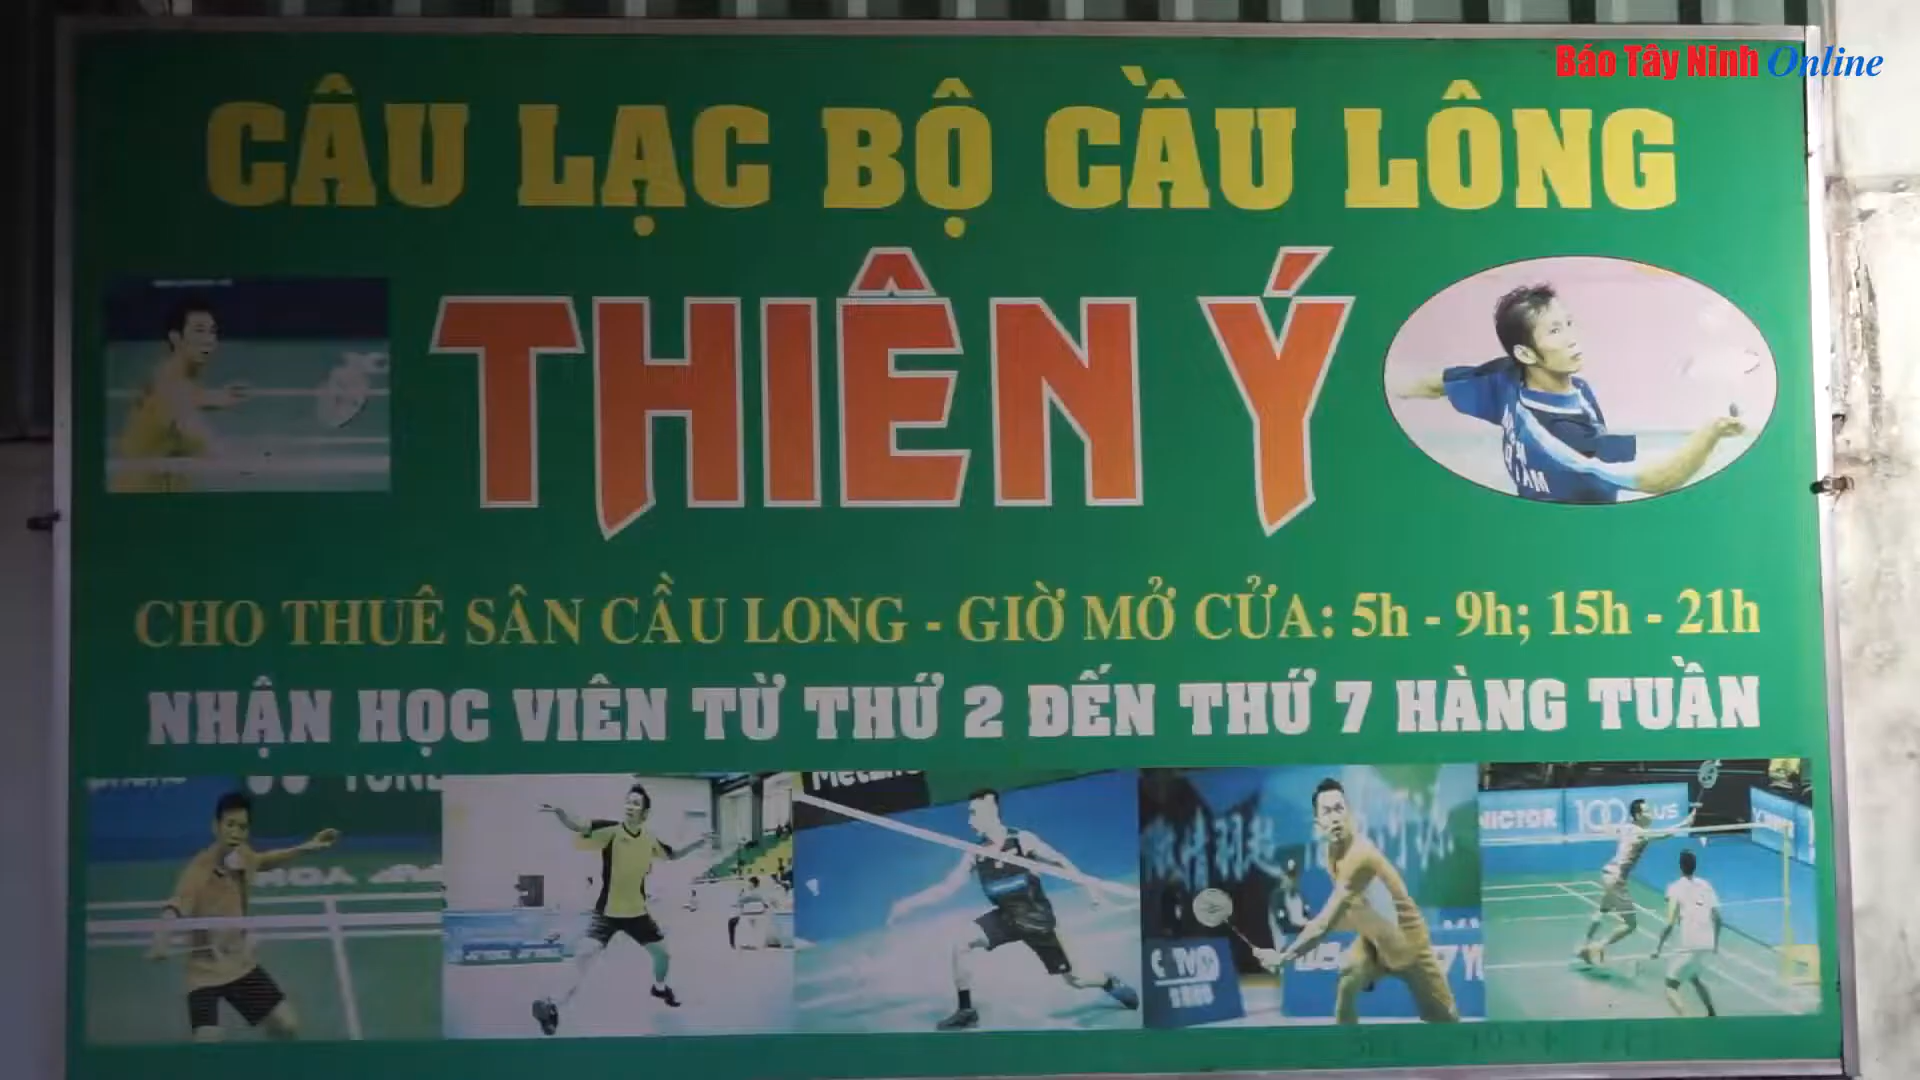 Báo Tây Ninh Online
CÂU LẠC BỘ CẦU LÔNG
THIÊN Ý
CHO THUÊ SÂN CẦU LONG - GIỜ MỞ CỬA: 5h - 9h; 15h - 21h
NHẬN HỌC VIÊN TỪ THỨ 2 ĐẾN THỨ 7 HÀNG TUẦN
VICTOR